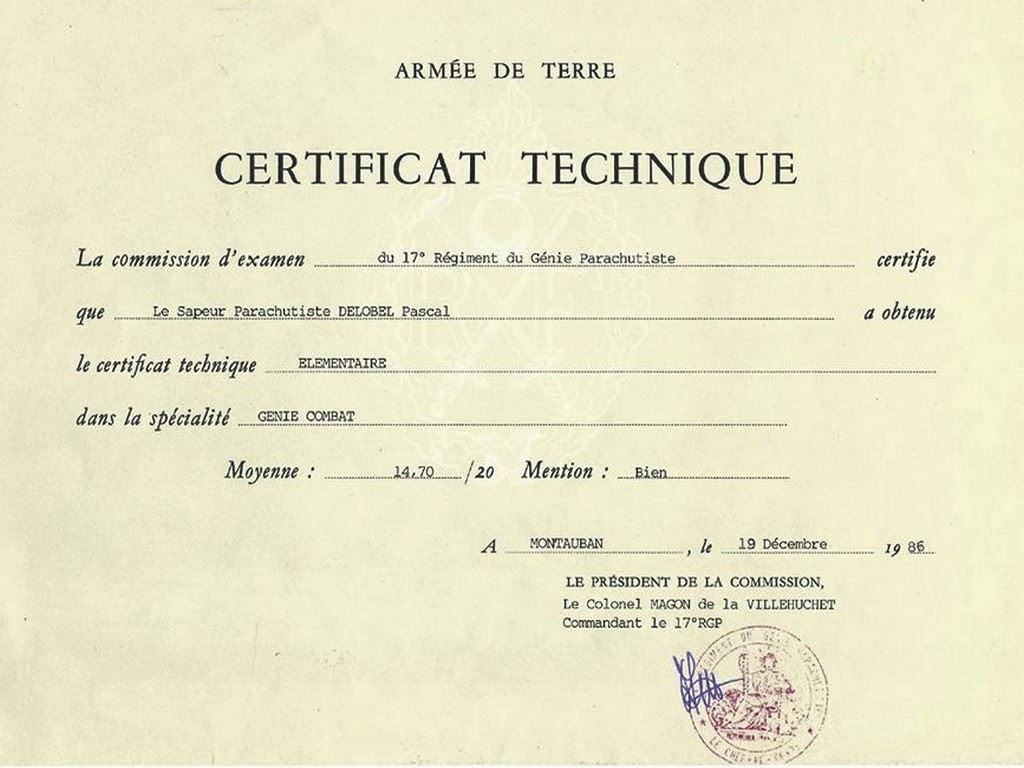 ARMÉE DE TERRE
CERTIFICAT TECHNIQUE
La commission d'examen du 17° Régiment du Génie Parachutiste certifie
que Le Sapeur Parachutiste DELOBEL Pascal a obtenu
le certificat technique ELEMENTAIRE
dans la spécialité GENIE COMBAT
Moyenne : 14,70 /20 Mention : Bien
A MONTAUBAN , le 19 Décembre 19 86
LE PRÉSIDENT DE LA COMMISSION,
Le Colonel MAGON de la VILLEHUCHET
Commandant le 17°RGP